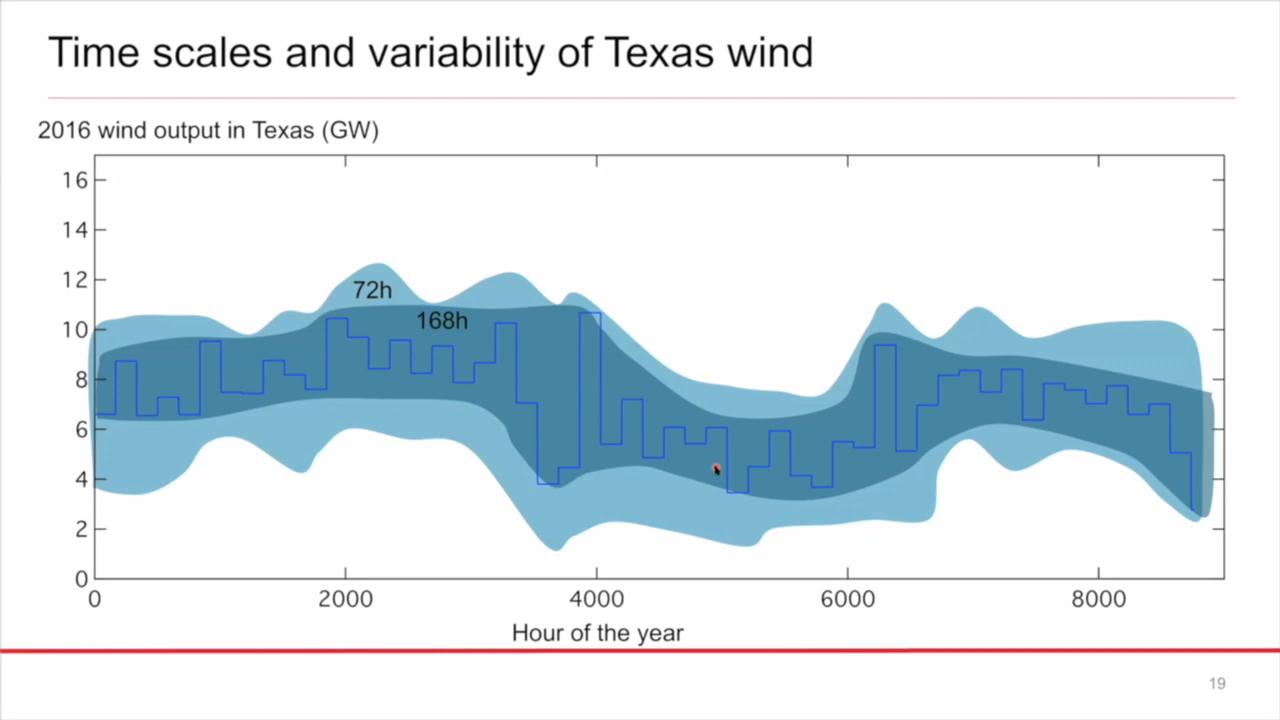 Time scales and variability of Texas wind
2016 wind output in Texas (GW)
16
14
12
10
8
6
4
2
0
72h
168h
0 2000 4000 6000 8000
Hour of the year
19